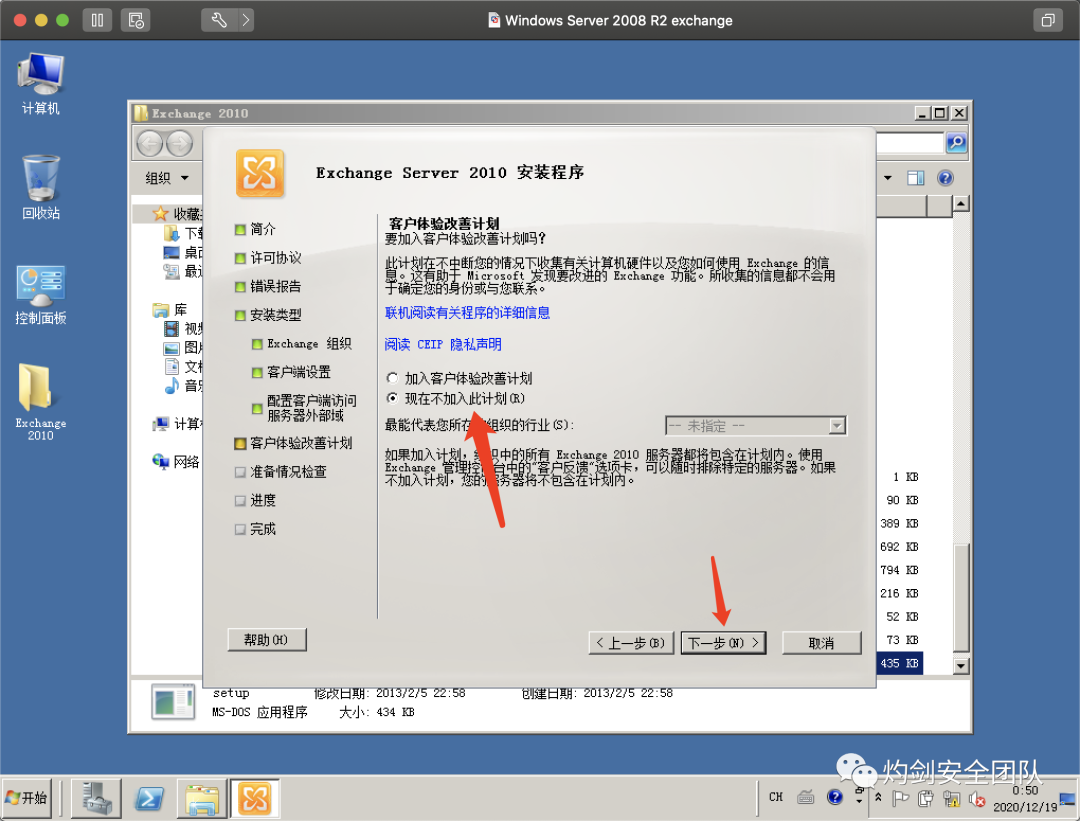 Windows Server 2008 R2 exchange
计算机
回收站
控制面板
Exchange
2010
Exchange 2010
组织
收藏
下
桌面
最近
库
视频
图片
文
音
计算
网络
1 KB
90 KB
389 KB
692 KB
794 KB
216 KB
52 KB
73 KB
435 KB
Exchange Server 2010 安装程序
简介
许可协议
错误报告
安装类型
Exchange 组织
客户端设置
配置客户端访问
服务器外部域
客户体验改善计划
准备情况检查
进度
完成
客户体验改善计划
要加入客户体验改善计划吗?
此计划在不中断您的情况下收集有关计算机硬件以及您如何使用 Exchange 的信
息。这有助于 Microsoft 发现要改进的 Exchange 功能。所收集的信息都不会用
于确定您的身份或与您联系。
联机阅读有关程序的详细信息
阅读 CEIP 隐私声明
加入客户体验改善计划
现在不加入此计划(R)
最能代表您所在组织的行业(S):
-- 未指定 --
如果加入计划，组织中的所有 Exchange 2010 服务器都将包含在计划内。使用
Exchange 管理控制台中的"客户反馈"选项卡，可以随时排除特定的服务器。如果
不加入计划，您的服务器将不包含在计划内。
帮助(H)
< 上一步(B)
下一步(N) >
取消
setup
修改日期: 2013/2/5 22:58
创建日期: 2013/2/5 22:58
MS-DOS 应用程序
大小: 434 KB
灼剑安全团队
开始
CH
0:50
2020/12/19